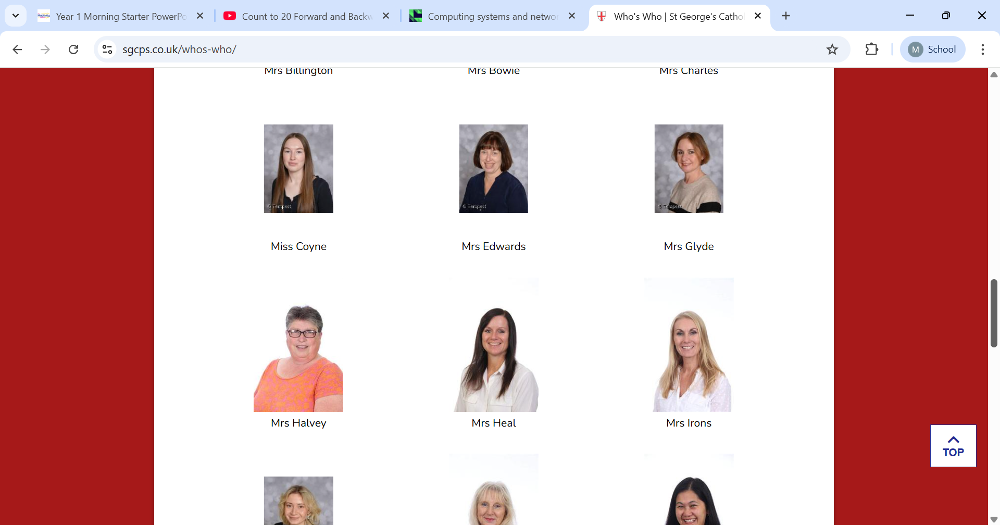 Year 1 Morning Starter PowerPo
Count to 20 Forward and Backw
Computing systems and networ
Who's Who | St George's Catho
sgcps.co.uk/whos-who/
M School
Mrs Billington
Mrs Bowie
Mrs Charles
© Tempest
© Tempest
© Tempest
Miss Coyne
Mrs Edwards
Mrs Glyde
Mrs Halvey
Mrs Heal
Mrs Irons
TOP